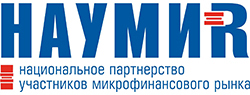 НАУМИR
национальное партнерство
участников микрофинансового рынка